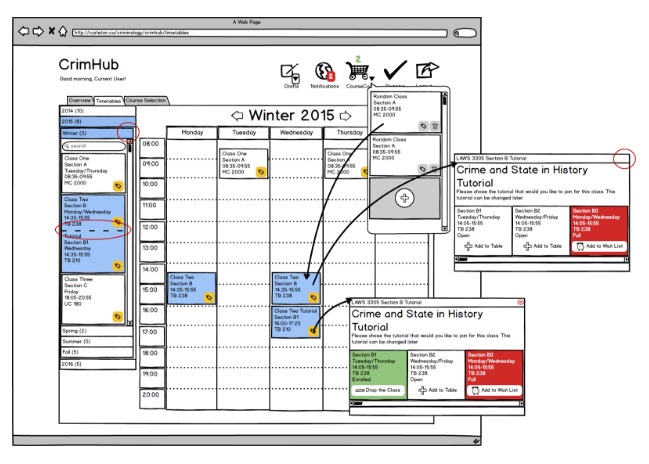 A Web Page
http://carleton.ca/criminology/crimhub/timetables
CrimHub
Good morning, Current User!
2
2
Drafts
Notifications
CourseCart
Register
Logout
Overview
Timetables
Course Selection
2014 (10)
2015 (8)
Winter (3)
search
Class One
Section A
Tuesday/Thursday
08:35-09:55
MC 2000
Class Two
Section B
Monday/Wednesday
14:35-15:55
TB 238
Tutorial
Section B1
Wednesday
14:35-15:55
TB 210
Class Three
Section C
Friday
18:05-20:55
UC 180
Spring (2)
Summer (0)
Fall (5)
2016 (5)
Winter 2015
Monday
Tuesday
Wednesday
Thursday
08:00
09:00
10:00
11:00
12:00
13:00
14:00
15:00
16:00
17:00
18:00
19:00
20:00
Class One
Section A
08:35-09:55
MC 2000
Class One
Section A
08:35-09:55
MC 2000
Class Two
Section B
14:35-15:55
TB 238
Class Two
Section B
14:35-15:55
TB 238
Class Two Tutorial
Section B1
16:00-17:25
TB 210
Random Class
Section A
08:35-09:55
MC 2000
Random Class
Section A
08:35-09:55
MC 2000
LAWS 3305 Section B Tutorial
Crime and State in History
Tutorial
Please chose the tutorial that would you like to join for this class. This
tutorial can be changed later
Section B1
Tuesday/Thursday
14:05-15:55
TB 238
Open
Add to Table
Section B2
Wednesday/Friday
14:05-15:55
TB 238
Open
Add to Table
Section B3
Monday/Wednesday
14:05-15:55
TB 238
Full
Add to Wait List
LAWS 3305 Section B Tutorial
Crime and State in History
Tutorial
Please chose the tutorial that would you like to join for this class. This
tutorial can be changed later
Section B1
Tuesday/Thursday
14:05-15:55
TB 238
Enrolled
Drop the Class
Section B2
Wednesday/Friday
14:05-15:55
TB 238
Open
Add to Table
Section B3
Monday/Wednesday
14:05-15:55
TB 238
Full
Add to Wait List